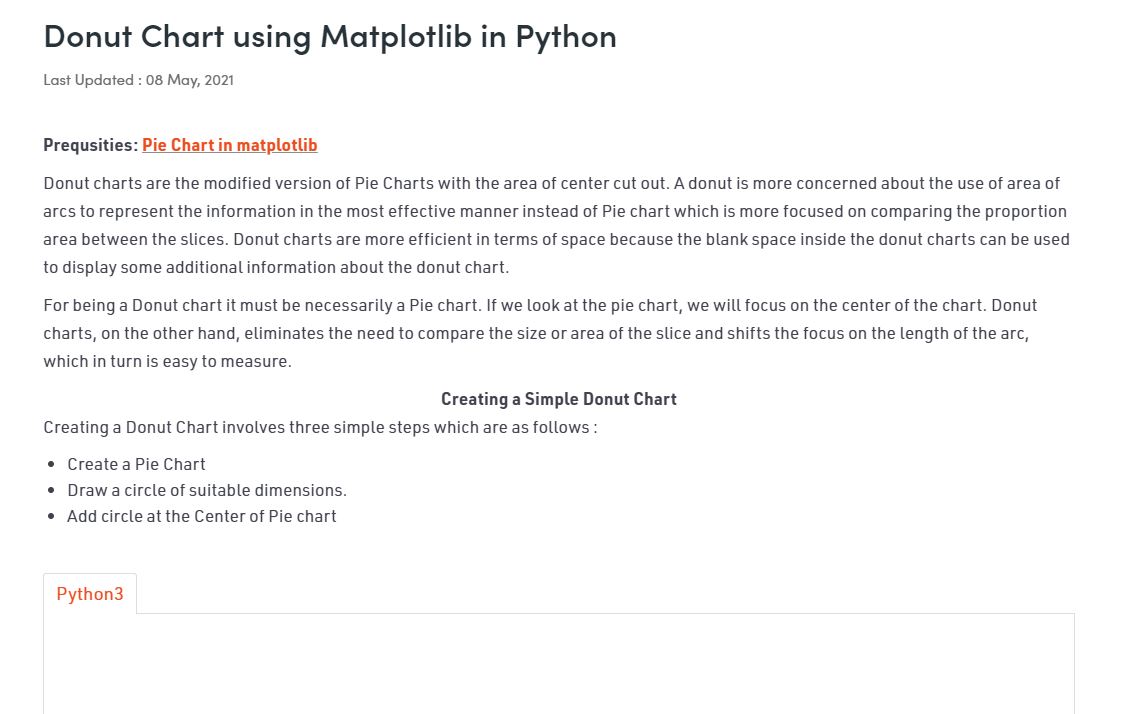 Donut Chart using Matplotlib in Python
Last Updated : 08 May, 2021
Prequsities: Pie Chart in matplotlib
Donut charts are the modified version of Pie Charts with the area of center cut out. A donut is more concerned about the use of area of
arcs to represent the information in the most effective manner instead of Pie chart which is more focused on comparing the proportion
area between the slices. Donut charts are more efficient in terms of space because the blank space inside the donut charts can be used
to display some additional information about the donut chart.
For being a Donut chart it must be necessarily a Pie chart. If we look at the pie chart, we will focus on the center of the chart. Donut
charts, on the other hand, eliminates the need to compare the size or area of the slice and shifts the focus on the length of the arc,
which in turn is easy to measure.
Creating a Simple Donut Chart
Creating a Donut Chart involves three simple steps which are as follows :
• Create a Pie Chart
• Draw a circle of suitable dimensions.
• Add circle at the Center of Pie chart
Python3